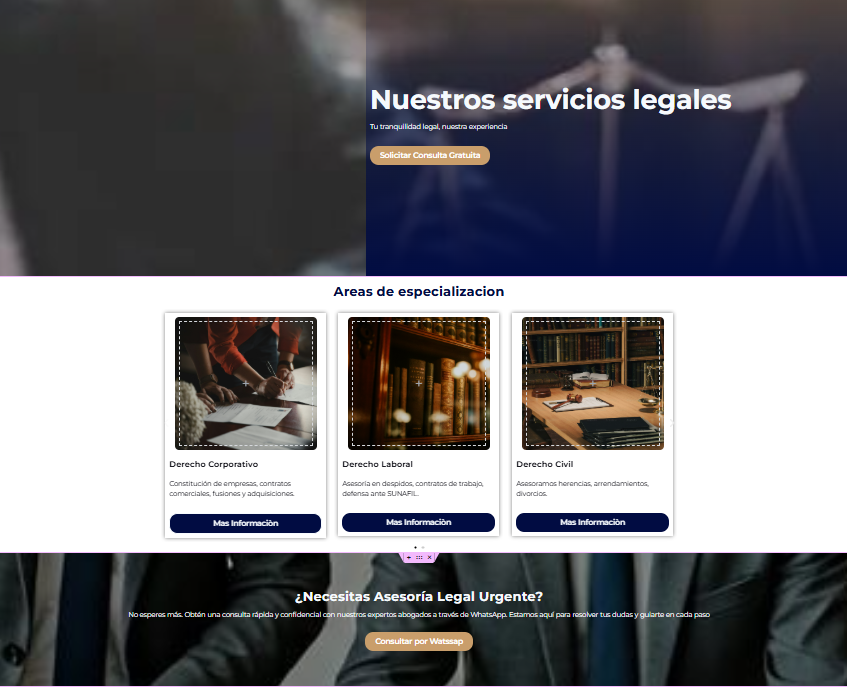 Nuestros servicios legales
Tu tranquilidad legal, nuestra experiencia
Solicitar Consulta Gratuita
Areas de especializacion
Derecho Corporativo
Constitución de empresas, contratos
comerciales, fusiones y adquisiciones.
Mas Informaciòn
Derecho Laboral
Asesoría en despidos, contratos de trabajo,
defensa ante SUNAFIL.
Mas Informaciòn
Derecho Civil
Asesoramos herencias, arrendamientos,
divorcios.
Mas Informaciòn
¿Necesitas Asesoría Legal Urgente?
No esperes más. Obtén una consulta rápida y confidencial con nuestros expertos abogados a través de WhatsApp. Estamos aquí para resolver tus dudas y guiarte en cada paso
Consultar por Watssap